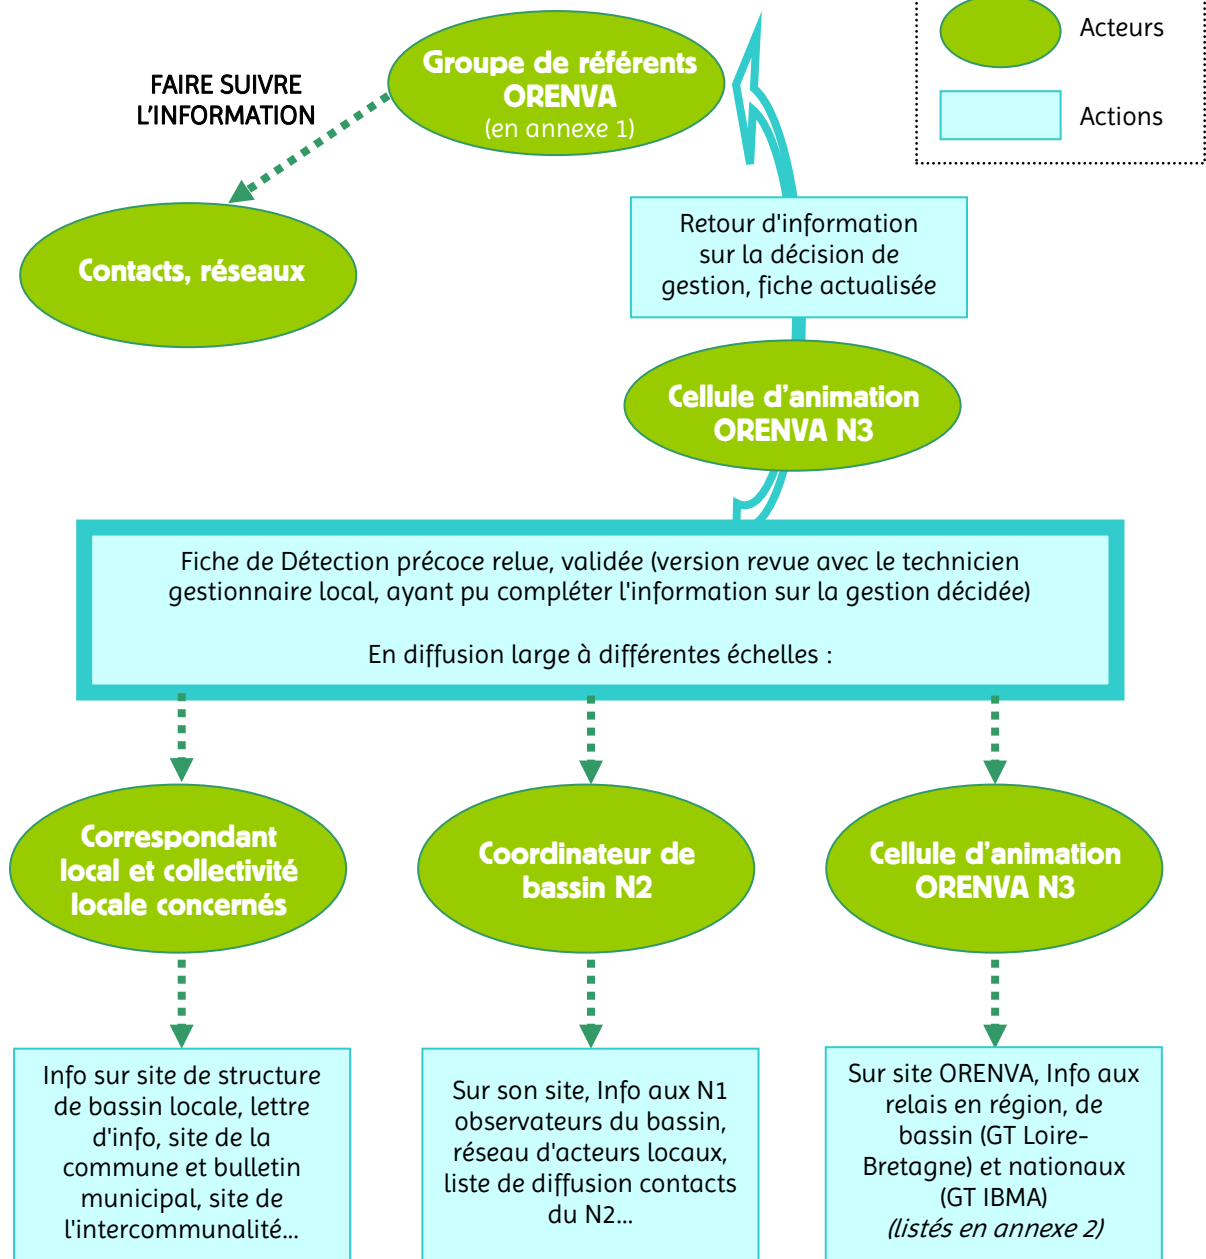 Acteurs
Actions
Groupe de référents
ORENVA
(en annexe 1)
FAIRE SUIVRE
L'INFORMATION
Contacts, réseaux
Retour d'information
sur la décision de
gestion, fiche actualisée
Cellule d'animation
ORENVA N3
Fiche de Détection précoce relue, validée (version revue avec le technicien
gestionnaire local, ayant pu compléter l'information sur la gestion décidée)
En diffusion large à différentes échelles :
Correspondant
local et collectivité
locale concernés
Coordinateur de
bassin N2
Cellule d'animation
ORENVA N3
Info sur site de structure
de bassin locale, lettre
d'info, site de la
commune et bulletin
municipal, site de
l'intercommunalité...
Sur son site, Info aux N1
observateurs du bassin,
réseau d'acteurs locaux,
liste de diffusion contacts
du N2...
Sur site ORENVA, Info aux
relais en région, de
bassin (GT Loire-
Bretagne) et nationaux
(GT IBMA)
(listés en annexe 2)